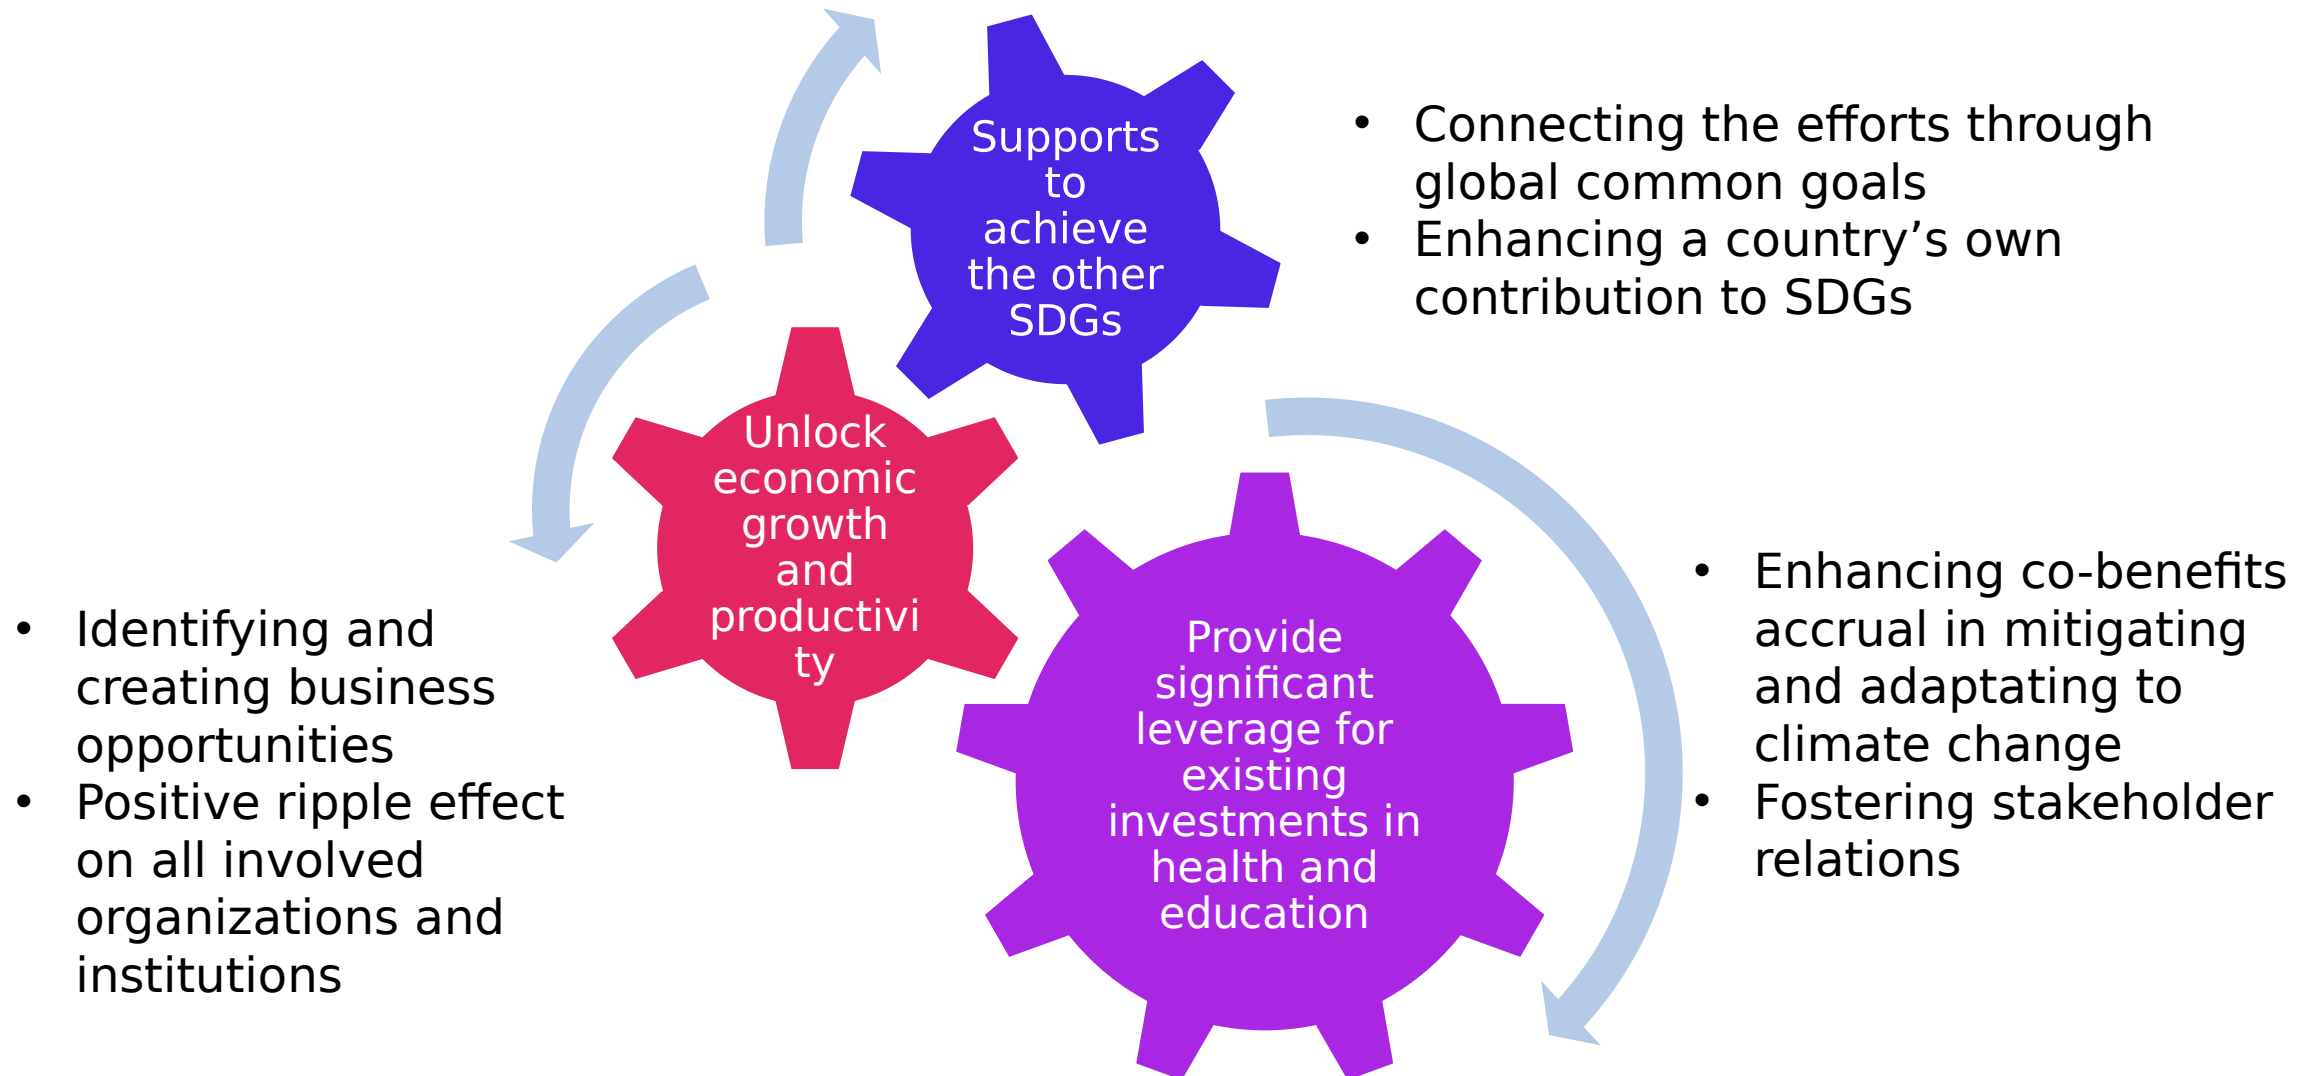 Supports
to
achieve
the other
SDGs
• Connecting the efforts through
global common goals
• Enhancing a country’s own
contribution to SDGs
Unlock
economic
growth
and
productivi
ty
• Identifying and
creating business
opportunities
• Positive ripple effect
on all involved
organizations and
institutions
Provide
significant
leverage for
existing
investments in
health and
education
• Enhancing co-benefits
accrual in mitigating
and adaptating to
climate change
• Fostering stakeholder
relations